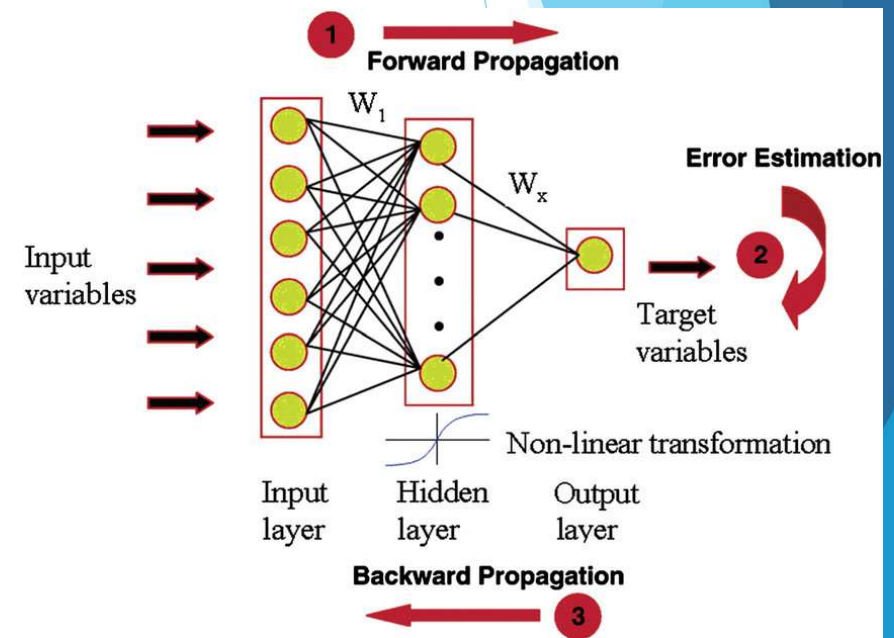 1
Forward Propagation
W1
Wx
Error Estimation
2
Input
variables
Target
variables
Non-linear transformation
Input
layer
Hidden
layer
Output
layer
Backward Propagation
3